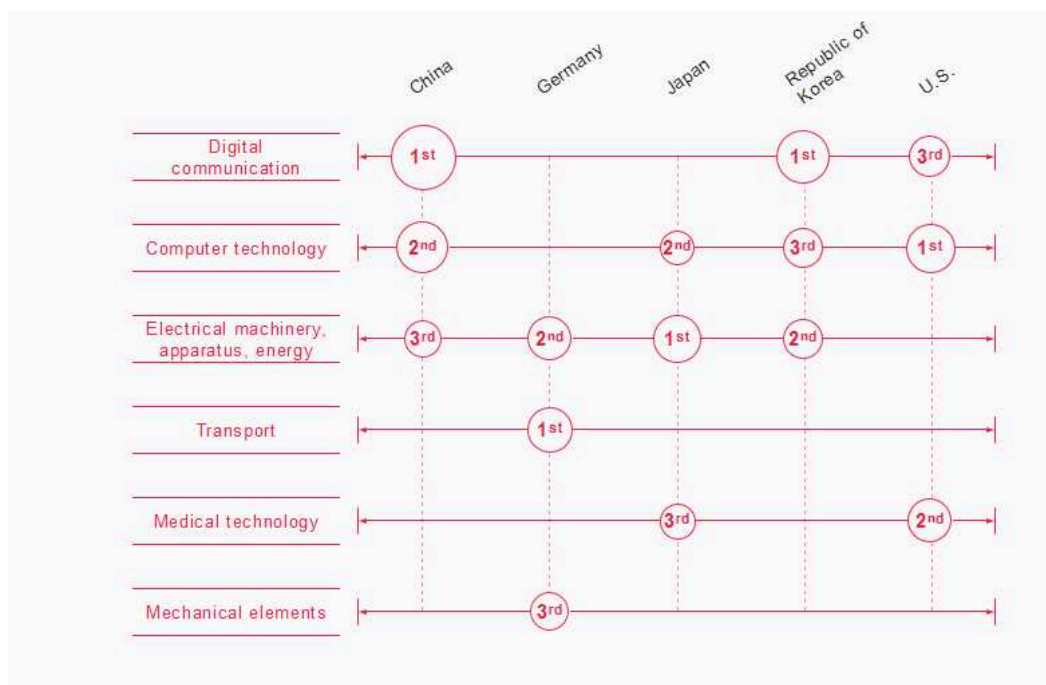 China
Germany
Japan
Republic of
Korea
U.S.
Digital
communication
1st
1st
3rd
Computer technology
2nd
2nd
3rd
1st
Electrical machinery,
apparatus, energy
3rd
2nd
1st
2nd
Transport
1st
Medical technology
3rd
2nd
Mechanical elements
3rd